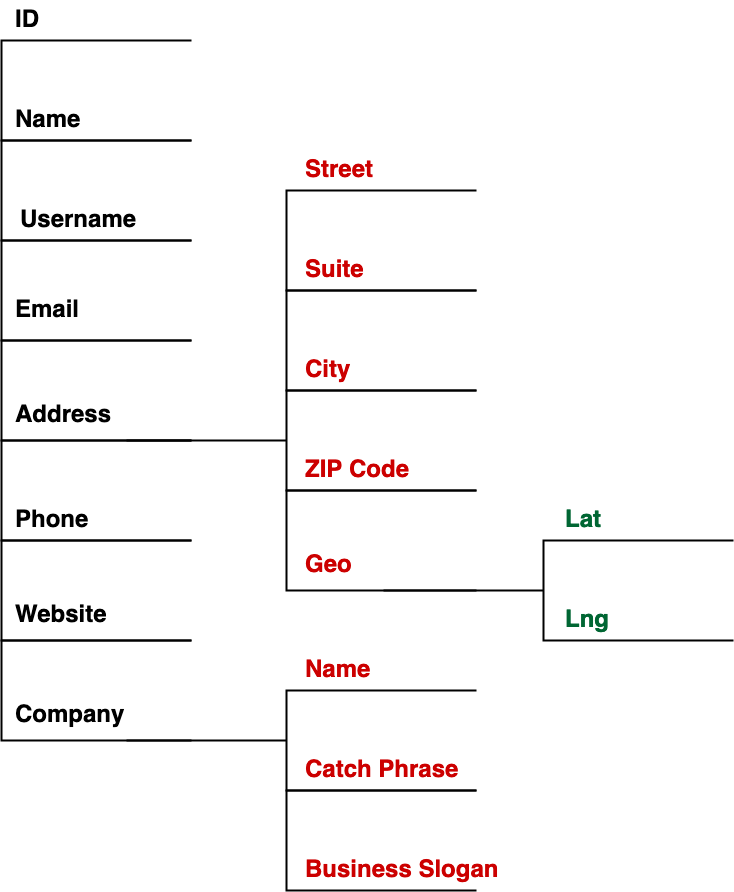 ID
Name
Username
Email
Address
Phone
Website
Company
Street
Suite
City
ZIP Code
Geo
Lat
Lng
Name
Catch Phrase
Business Slogan